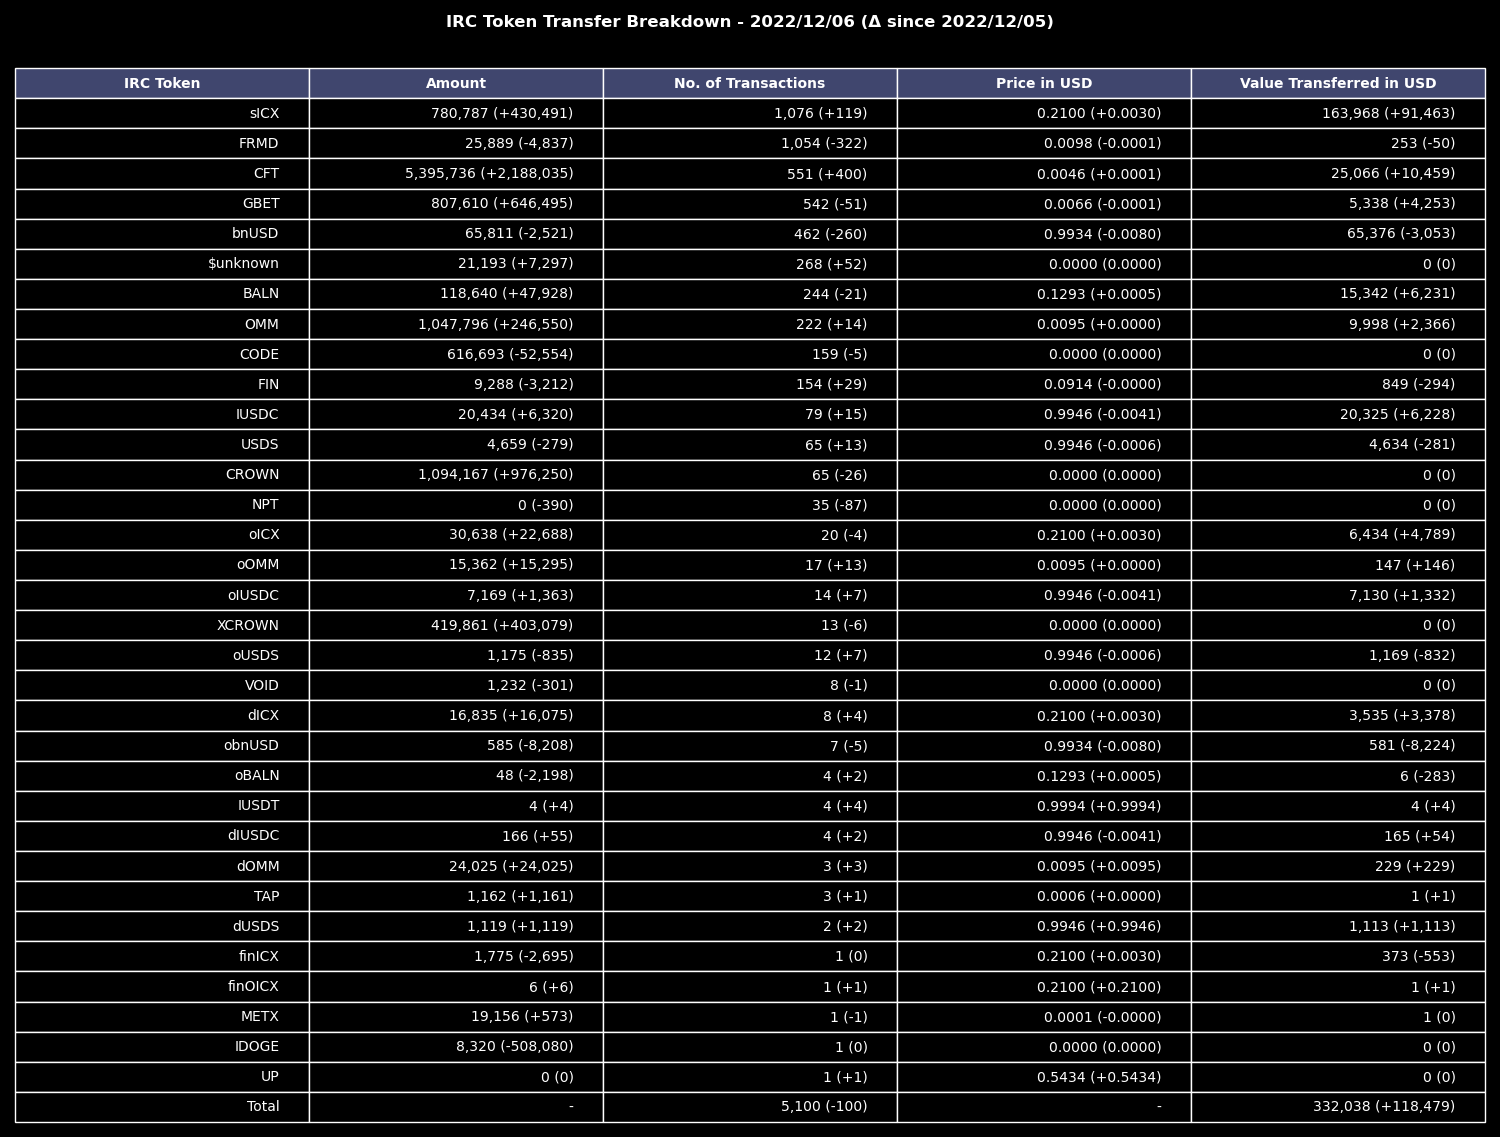 IRC Token Transfer Breakdown - 2022/12/06 (Δ since 2022/12/05)
IRC Token Amount No. of Transactions Price in USD Value Transferred in USD
sICX 780,787 (+430,491) 1,076 (+119) 0.2100 (+0.0030) 163,968 (+91,463)
FRMD 25,889 (-4,837) 1,054 (-322) 0.0098 (-0.0001) 253 (-50)
CFT 5,395,736 (+2,188,035) 551 (+400) 0.0046 (+0.0001) 25,066 (+10,459)
GBET 807,610 (+646,495) 542 (-51) 0.0066 (-0.0001) 5,338 (+4,253)
bnUSD 65,811 (-2,521) 462 (-260) 0.9934 (-0.0080) 65,376 (-3,053)
$unknown 21,193 (+7,297) 268 (+52) 0.0000 (0.0000) 0 (0)
BALN 118,640 (+47,928) 244 (-21) 0.1293 (+0.0005) 15,342 (+6,231)
OMM 1,047,796 (+246,550) 222 (+14) 0.0095 (+0.0000) 9,998 (+2,366)
CODE 616,693 (-52,554) 159 (-5) 0.0000 (0.0000) 0 (0)
FIN 9,288 (-3,212) 154 (+29) 0.0914 (-0.0000) 849 (-294)
IUSDC 20,434 (+6,320) 79 (+15) 0.9946 (-0.0041) 20,325 (+6,228)
USDS 4,659 (-279) 65 (+13) 0.9946 (-0.0006) 4,634 (-281)
CROWN 1,094,167 (+976,250) 65 (-26) 0.0000 (0.0000) 0 (0)
NPT 0 (-390) 35 (-87) 0.0000 (0.0000) 0 (0)
oICX 30,638 (+22,688) 20 (-4) 0.2100 (+0.0030) 6,434 (+4,789)
oOMM 15,362 (+15,295) 17 (+13) 0.0095 (+0.0000) 147 (+146)
oIUSDC 7,169 (+1,363) 14 (+7) 0.9946 (-0.0041) 7,130 (+1,332)
XCROWN 419,861 (+403,079) 13 (-6) 0.0000 (0.0000) 0 (0)
oUSDS 1,175 (-835) 12 (+7) 0.9946 (-0.0006) 1,169 (-832)
VOID 1,232 (-301) 8 (-1) 0.0000 (0.0000) 0 (0)
dICX 16,835 (+16,075) 8 (+4) 0.2100 (+0.0030) 3,535 (+3,378)
obnUSD 585 (-8,208) 7 (-5) 0.9934 (-0.0080) 581 (-8,224)
oBALN 48 (-2,198) 4 (+2) 0.1293 (+0.0005) 6 (-283)
IUSDT 4 (+4) 4 (+4) 0.9994 (+0.9994) 4 (+4)
dIUSDC 166 (+55) 4 (+2) 0.9946 (-0.0041) 165 (+54)
dOMM 24,025 (+24,025) 3 (+3) 0.0095 (+0.0095) 229 (+229)
TAP 1,162 (+1,161) 3 (+1) 0.0006 (+0.0000) 1 (+1)
dUSDS 1,119 (+1,119) 2 (+2) 0.9946 (+0.9946) 1,113 (+1,113)
finICX 1,775 (-2,695) 1 (0) 0.2100 (+0.0030) 373 (-553)
finOICX 6 (+6) 1 (+1) 0.2100 (+0.2100) 1 (+1)
METX 19,156 (+573) 1 (-1) 0.0001 (-0.0000) 1 (0)
IDOGE 8,320 (-508,080) 1 (0) 0.0000 (0.0000) 0 (0)
UP 0 (0) 1 (+1) 0.5434 (+0.5434) 0 (0)
Total - 5,100 (-100) - 332,038 (+118,479)